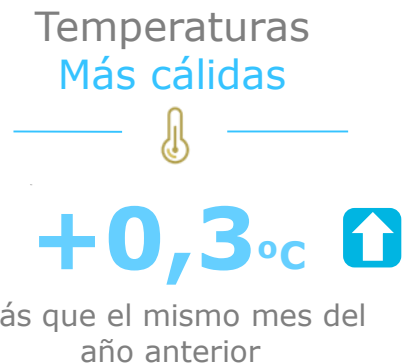 Temperaturas
Más cálidas
+0,3ºC
ás que el mismo mes del
año anterior